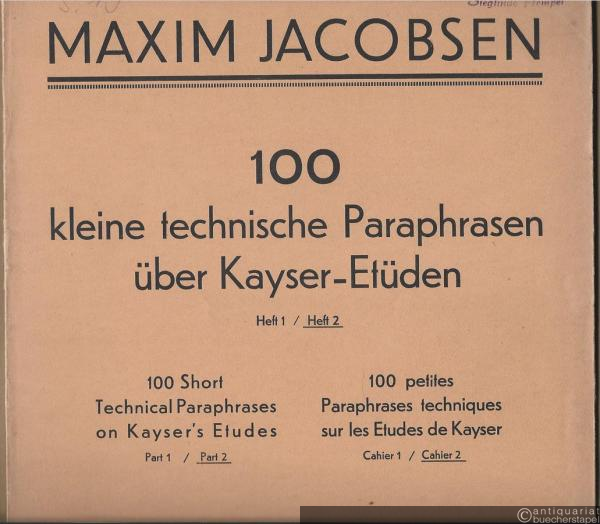 MAXIM JACOBSEN
100
kleine technische Paraphrasen
über Kayser-Etüden
Heft 1 / Heft 2
100 Short
Technical Paraphrases
on Kayser's Etudes
Part 1 / Part 2
100 petites
Paraphrases techniques
sur les Etudes de Kayser
Cahier 1 / Cahier 2
©antiquariat
buecherstapel